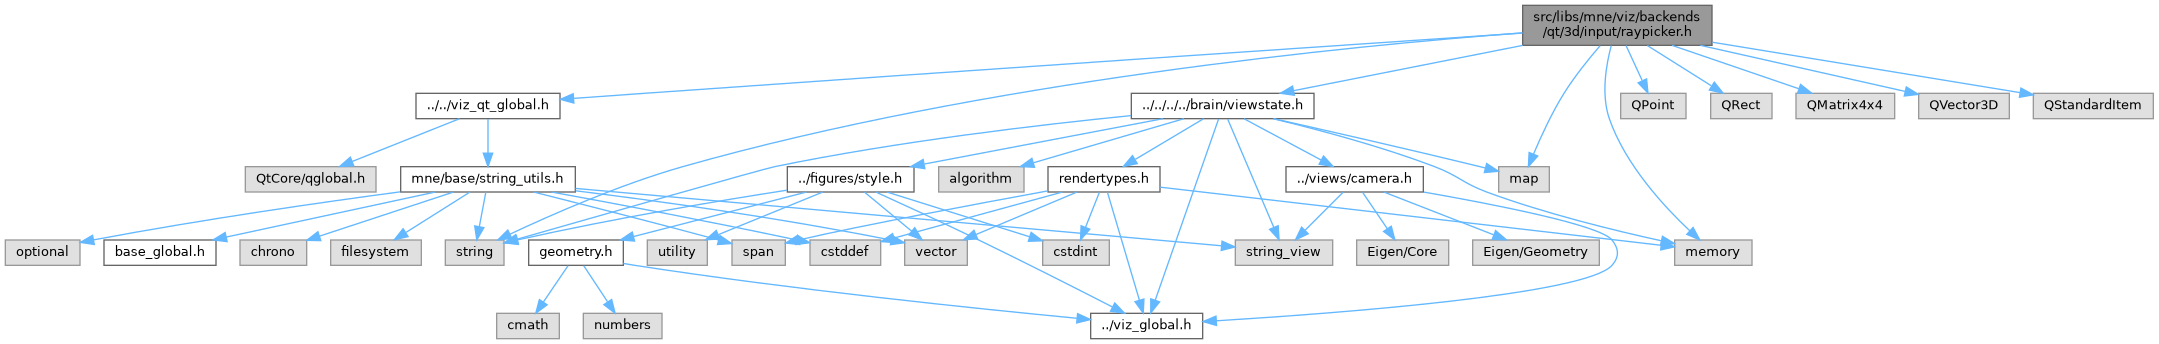 src/libs/mne/viz/backends
/qt/3d/input/raypicker.h
../../viz_qt_global.h
../../../../brain/viewstate.h
QPoint
QRect
QMatrix4x4
QVector3D
QStandardItem
QtCore/qglobal.h
mne/base/string_utils.h
../figures/style.h
algorithm
rendertypes.h
../views/camera.h
map
optional
base_global.h
chrono
filesystem
string
geometry.h
utility
span
cstddef
vector
cstdint
string_view
Eigen/Core
Eigen/Geometry
memory
cmath
numbers
../viz_global.h